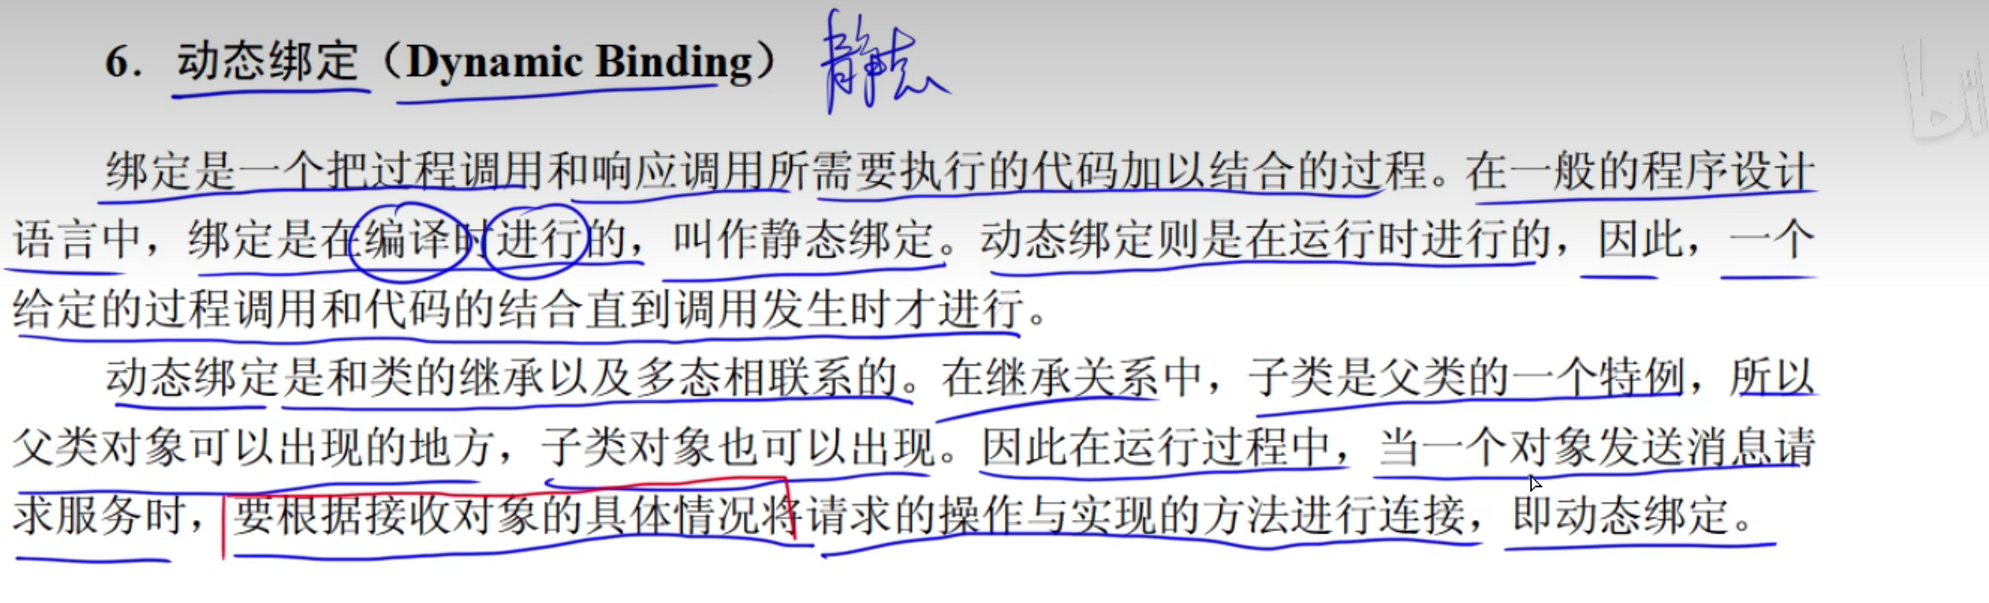 6. 动态绑定（Dynamic Binding） 静态
bili
绑定是一个把过程调用和响应调用所需要执行的代码加以结合的过程。在一般的程序设计
语言中，绑定是在编译时进行的，叫作静态绑定。动态绑定则是在运行时进行的，因此，一个
给定的过程调用和代码的结合直到调用发生时才进行。
动态绑定是和类的继承以及多态相联系的。在继承关系中，子类是父类的一个特例，所以
父类对象可以出现的地方，子类对象也可以出现。因此在运行过程中，当一个对象发送消息请
求服务时，要根据接收对象的具体情况将请求的操作与实现的方法进行连接，即动态绑定。